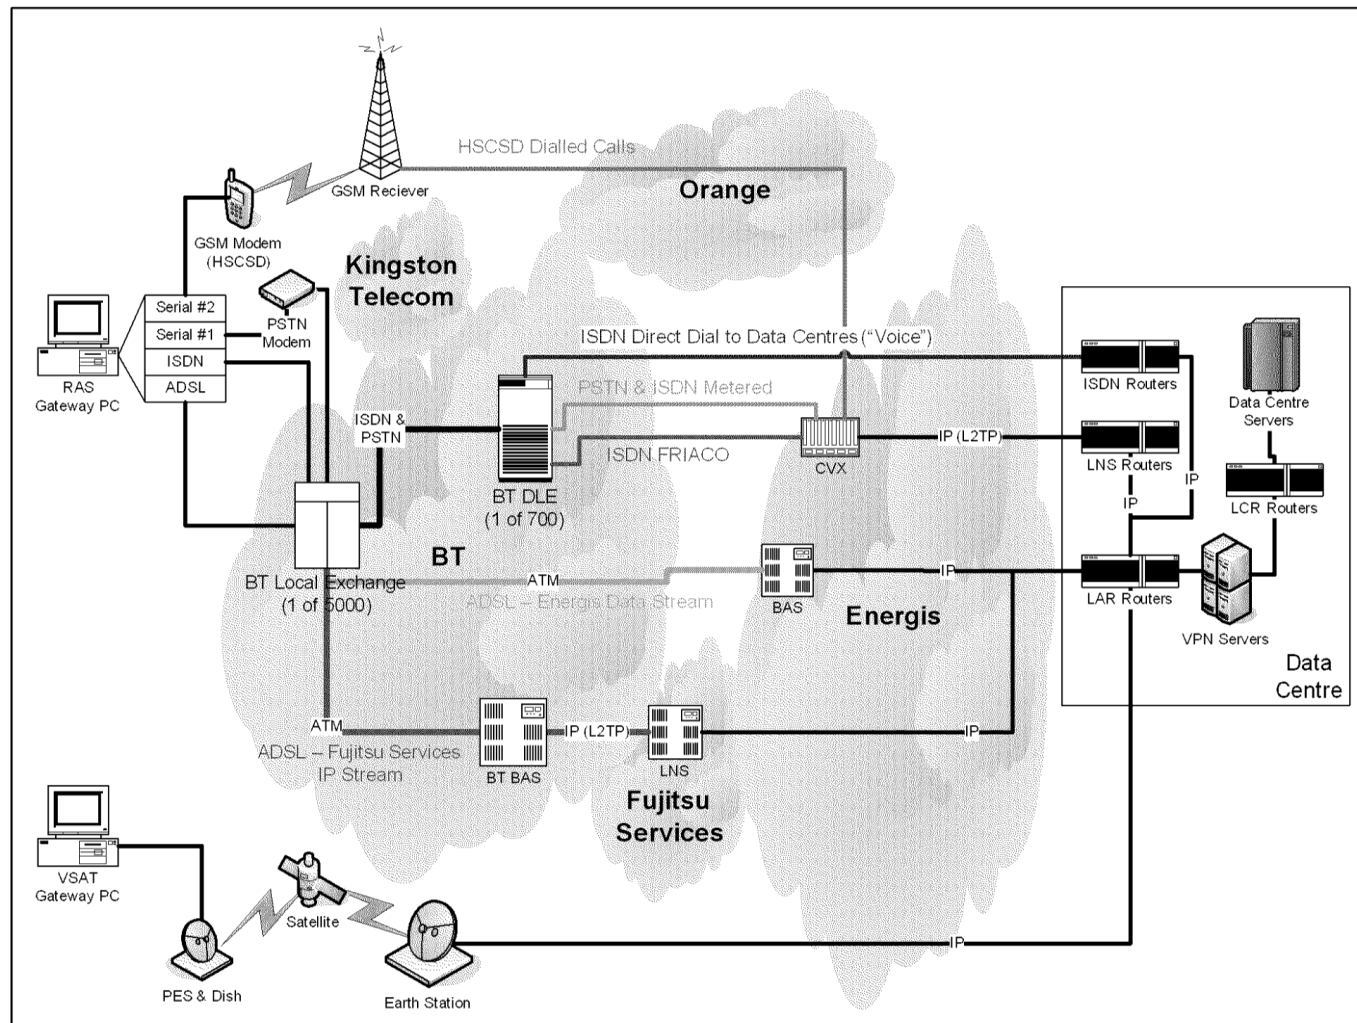 HSCSD Dialled Calls
GSM Reciever
Orange
GSM Modem
(HSCSD)
Kingston
Telecom
Serial #2
Serial #1
ISDN
ADSL
PSTN
Modem
RAS
Gateway PC
ISDN Direct Dial to Data Centres ("Voice")
PSTN & ISDN Metered
ISDN &
PSTN
ISDN FRIACO
CVX
IP (L2TP)
ISDN Routers
LNS Routers
IP
IP
Data Centre
Servers
LCR Routers
BT DLE
(1 of 700)
BT
BT Local Exchange
(1 of 5000)
ATM
ADSL – Energis Data Stream
BAS
IP
Energis
LAR Routers
VPN Servers
Data
Centre
ATM
ADSL – Fujitsu Services
IP Stream
BT BAS
IP (L2TP)
LNS
IP
Fujitsu
Services
VSAT
Gateway PC
Satellite
PES & Dish
Earth Station
IP